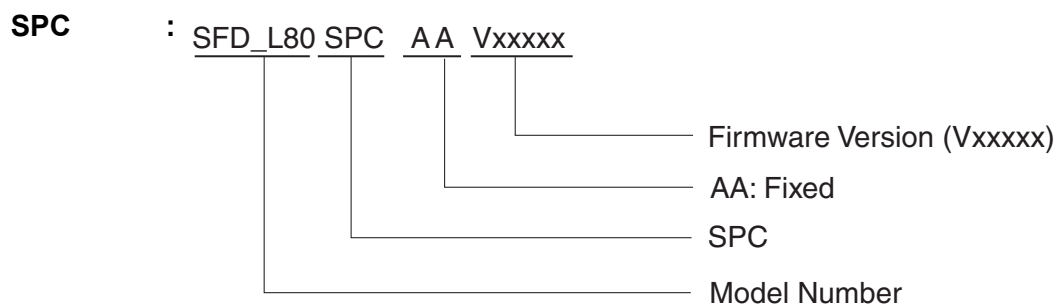 SPC : SFD_L80 SPC AA Vxxxxx
Firmware Version (Vxxxxx)
AA: Fixed
SPC
Model Number